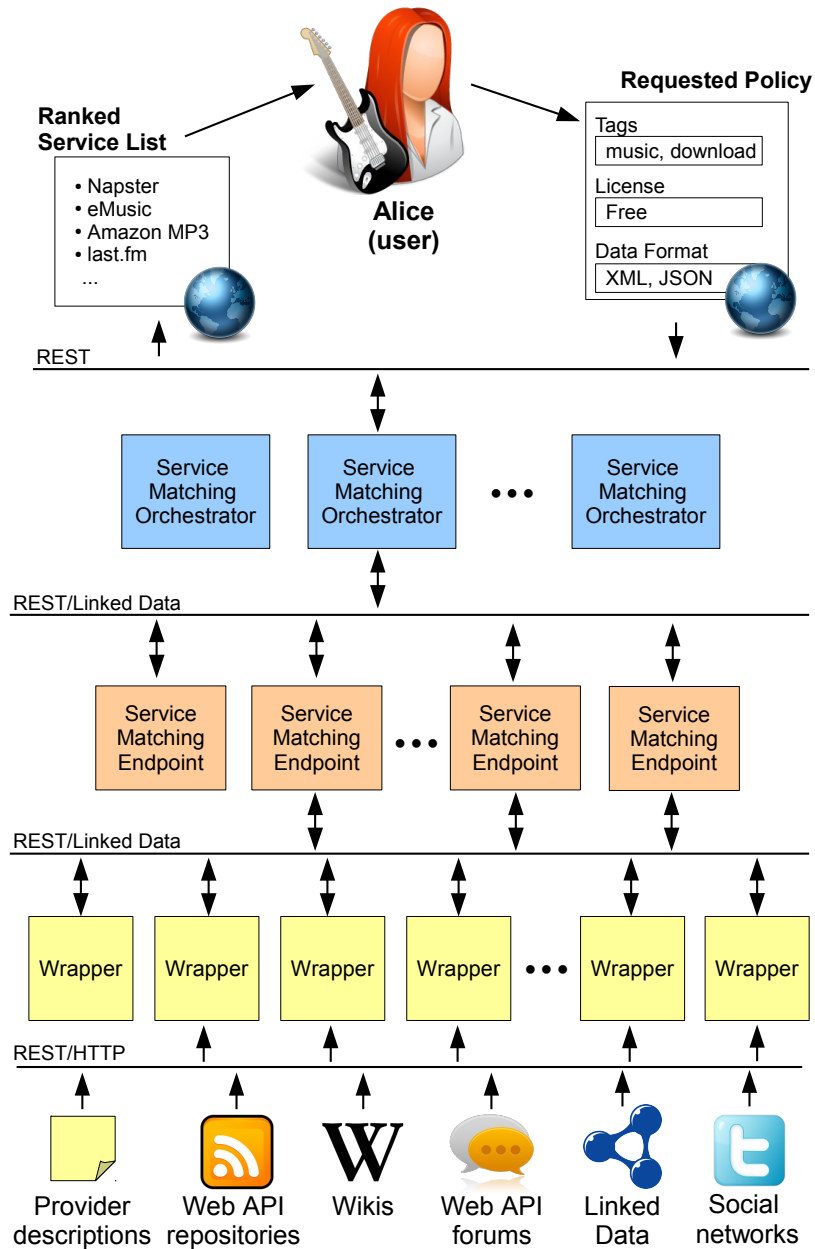 Requested Policy
Ranked
Service List
Tags
music, download
License
Free
Data Format
XML, JSON
• Napster
• eMusic
• Amazon MP3
• last.fm
...
Alice
(user)
REST
Service
Matching
Orchestrator
Service
Matching
Orchestrator
Service
Matching
Orchestrator
REST/Linked Data
Service
Matching
Endpoint
Service
Matching
Endpoint
Service
Matching
Endpoint
Service
Matching
Endpoint
REST/Linked Data
Wrapper
Wrapper
Wrapper
Wrapper
Wrapper
Wrapper
REST/HTTP
W
t
Provider
descriptions
Web API
repositories
Wikis
Web API
forums
Linked
Data
Social
networks